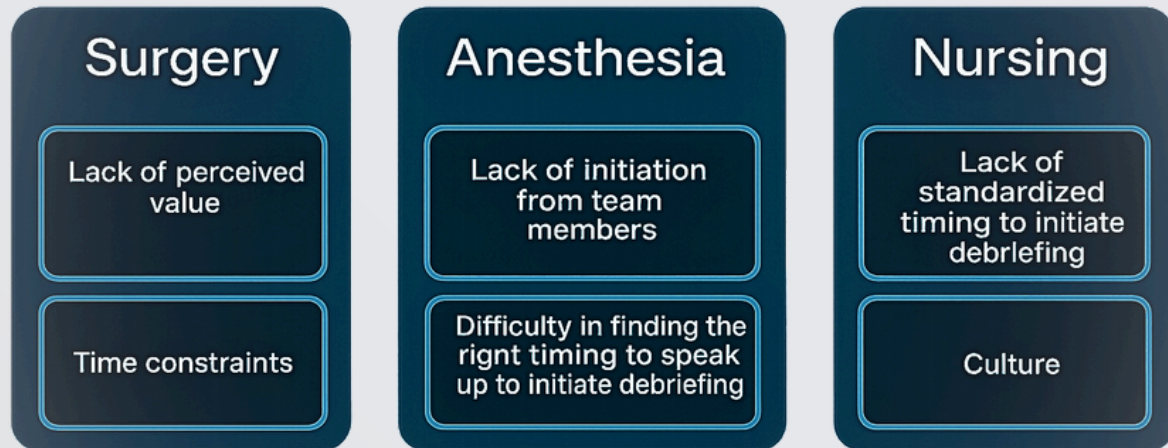 Surgery
Lack of perceived
value
Time constraints
Anesthesia
Lack of initiation
from team
members
Difficulty in finding the
rignt timing to speak
up to initiate debriefing
Nursing
Lack of
standardized
timing to initiate
debrlefing
Culture